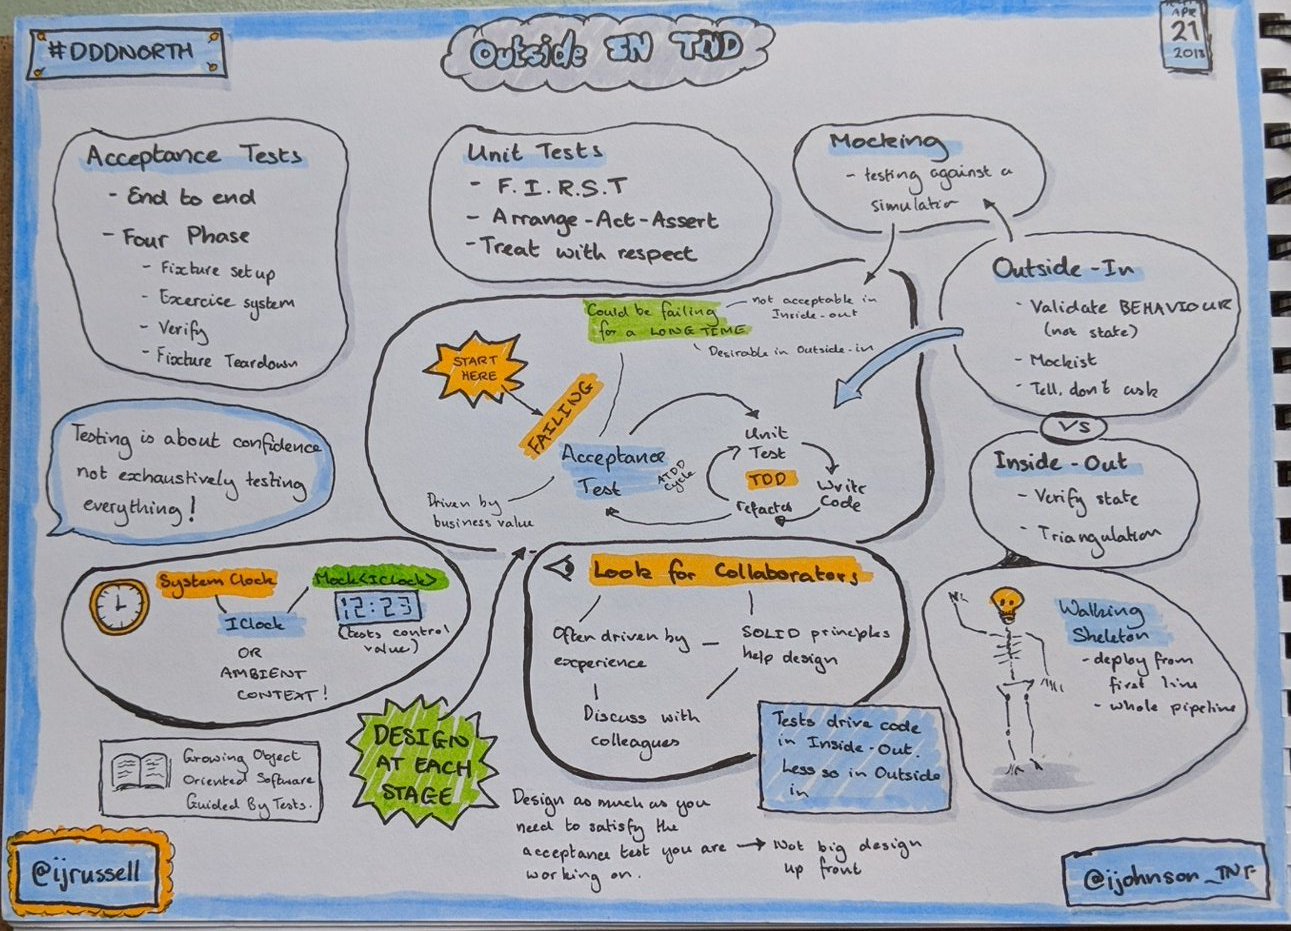 #DDDNORTH
Outside IN TDD
APR
21
2018
Acceptance Tests
- End to end
- Four Phase
- Fixture set up
- Exercise system
- Verify
- Fixture Teardown
Unit Tests
- F.I.R.S.T
- Arrange-Act-Assert
- Treat with respect
Mocking
- testing against a
simulation
Outside-In
- Validate BEHAVIOUR
(not state)
- Mockist
- Tell, don't ask
VS
Inside-Out
- Verify state
- Triangulation
Could be failing
for a LONG TIME
not acceptable in
Inside-out
Desirable in Outside-in
START
HERE
FAILING
Acceptance
Test
ATDD
Cycle
Unit
Test
TDD
Write
Code
refactor
Driven by
business value
Testing is about confidence
not exhaustively testing
everything!
System Clock
Mock<IClock>
IClock
12:23
(tests control
value)
OR
AMBIENT
CONTEXT!
Look for Collaborators
Often driven by
experience
SOLID principles
help design
Discuss with
colleagues
Walking
Skeleton
- deploy from
first line
- whole pipeline
Growing Object
Oriented Software
Guided By Tests.
DESIGN
AT EACH
STAGE
Tests drive code
in Inside-Out.
Less so in Outside
in
Design as much as you
need to satisfy the
acceptance test you are
working on.
Not big design
up front
@ijrussell
@ijohnson_TNF